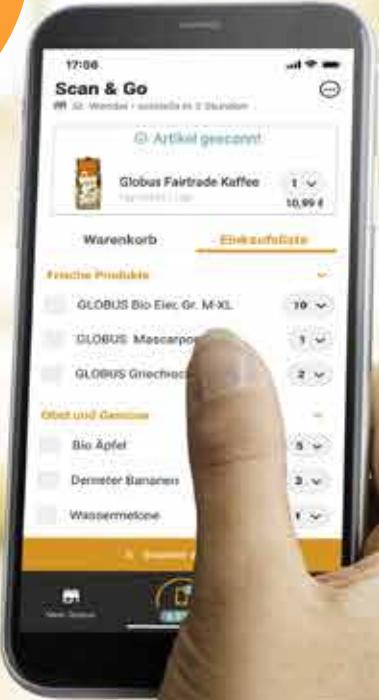 17:06
Scan & Go
St. Wendel •
Artikel gescannt
Globus Fairtrade Kaffee
1
10,99 €
Warenkorb Einkaufsliste
Frische Produkte
GLOBUS Bio Eier, Gr. M-XL 10
GLOBUS Mascarpo 1
GLOBUS Griechisc 2
Obst und Gemüse
Bio Äpfel 5
Demeter Bananen 3
Wassermelone 1